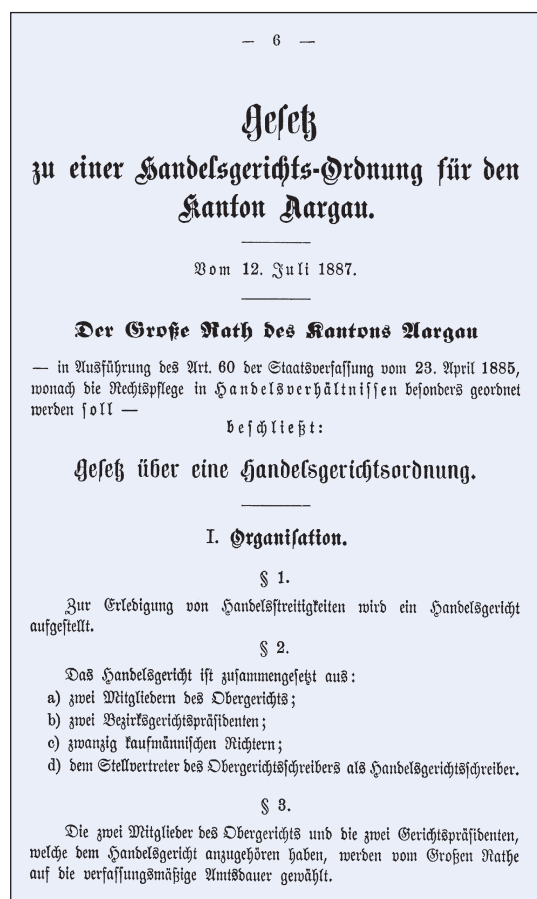 — 6 —
Gesetz
zu einer Handelsgerichts-Ordnung für den
Kanton Aargau.
Vom 12. Juli 1887.
Der Große Rath des Kantons Aargau
— in Ausführung des Art. 60 der Staatsverfassung vom 23. April 1885,
wonach die Rechtspflege in Handelsverhältnissen besonders geordnet
werden soll —
beschließt:
Gesetz über eine Handelsgerichtsordnung.
I. Organisation.
§ 1.
Zur Erledigung von Handelsstreitigkeiten wird ein Handelsgericht
aufgestellt.
§ 2.
Das Handelsgericht ist zusammengesetzt aus:
a) zwei Mitgliedern des Obergerichts;
b) zwei Bezirksgerichtspräsidenten;
c) zwanzig kaufmännischen Richtern;
d) dem Stellvertreter des Obergerichtsschreibers als Handelsgerichtsschreiber.
§ 3.
Die zwei Mitglieder des Obergerichts und die zwei Gerichtspräsidenten,
welche dem Handelsgericht anzugehören haben, werden vom Großen Rathe
auf die verfassungsmäßige Amtsdauer gewählt.